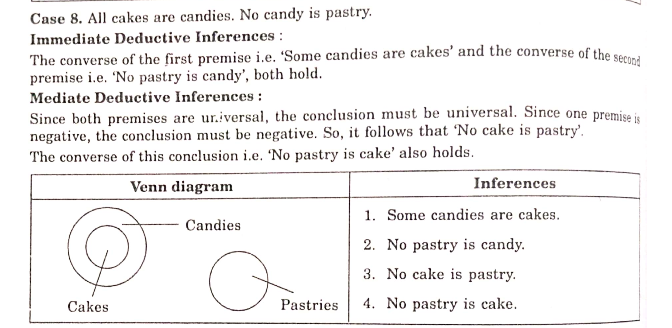 Case 8. All cakes are candies. No candy is pastry.
Immediate Deductive Inferences :
The converse of the first premise i.e. 'Some candies are cakes' and the converse of the second
premise i.e. 'No pastry is candy', both hold.
Mediate Deductive Inferences :
Since both premises are universal, the conclusion must be universal. Since one premise is
negative, the conclusion must be negative. So, it follows that 'No cake is pastry'.
The converse of this conclusion i.e. 'No pastry is cake' also holds.
Venn diagram
Candies
Cakes
Pastries
Inferences
1. Some candies are cakes.
2. No pastry is candy.
3. No cake is pastry.
4. No pastry is cake.